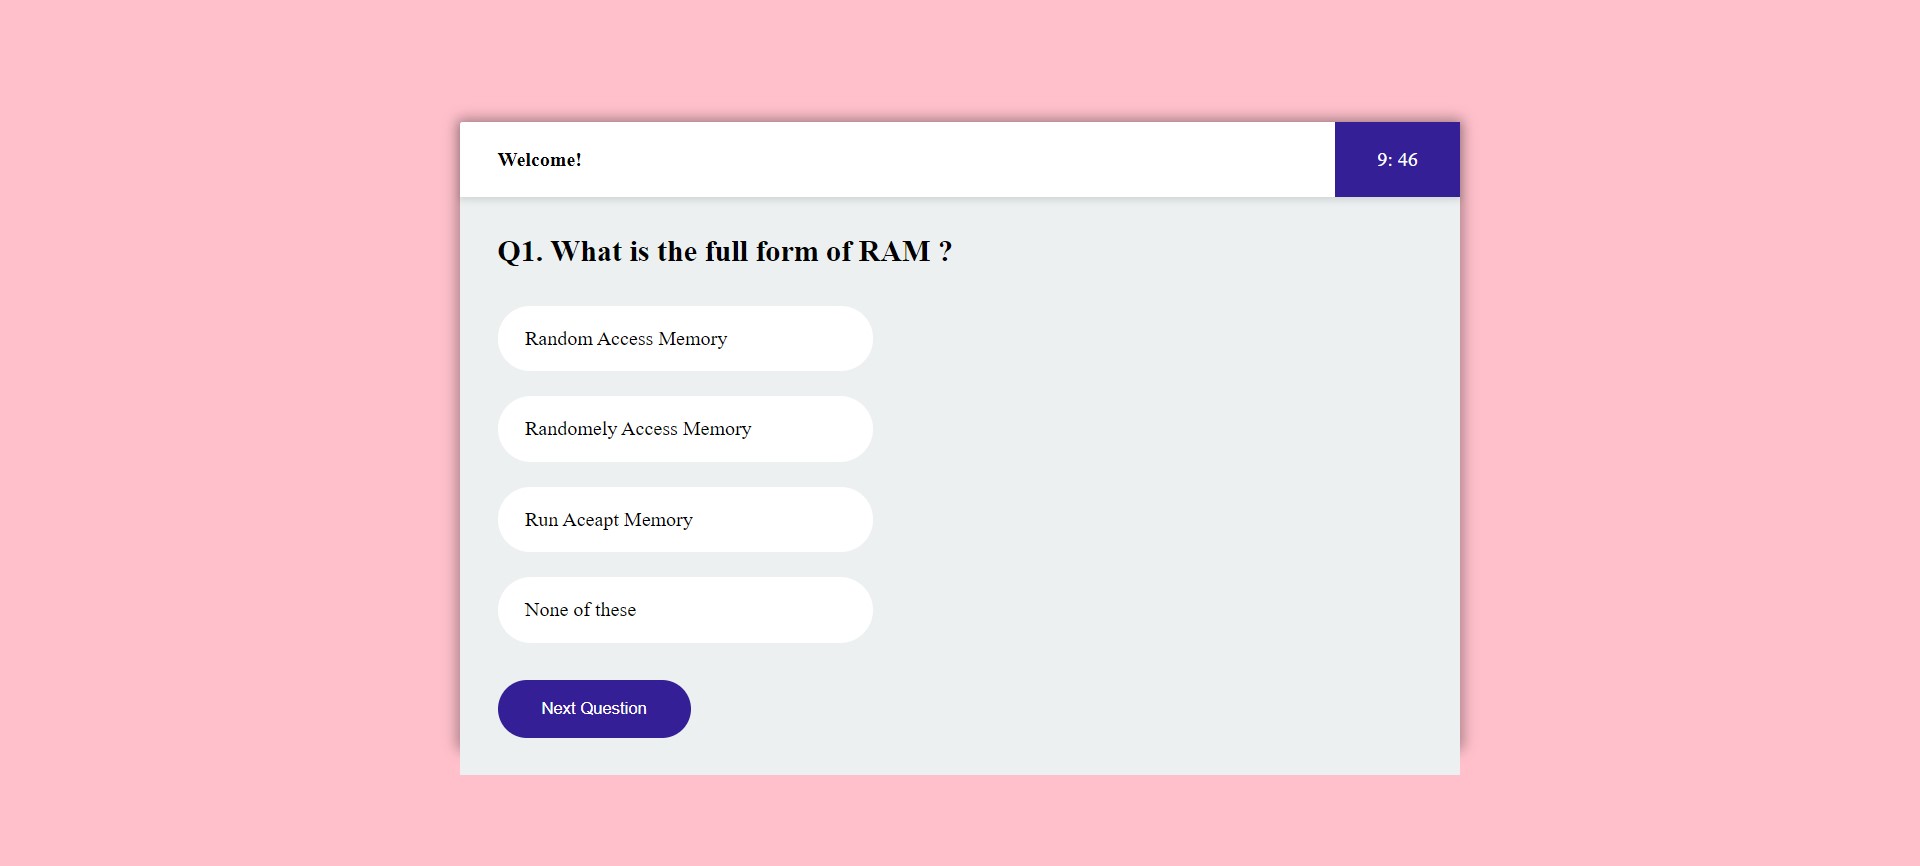 Welcome!
9: 46
Q1. What is the full form of RAM ?
Random Access Memory
Randomely Access Memory
Run Aceapt Memory
None of these
Next Question